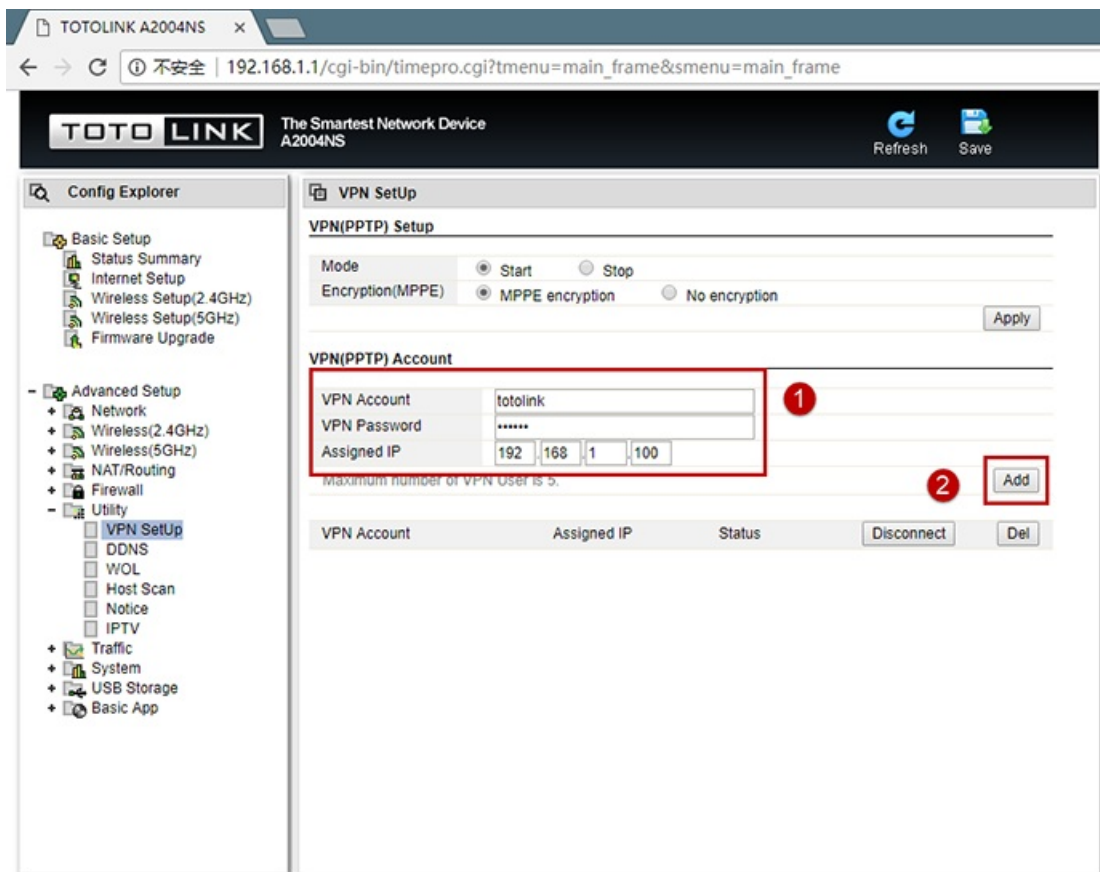 TOTOLINK A2004NS
不安全 | 192.168.1.1/cgi-bin/timepro.cgi?tmenu=main_frame&smenu=main_frame
TOTO LINK
The Smartest Network Device
A2004NS
Refresh
Save
Config Explorer
Basic Setup
Status Summary
Internet Setup
Wireless Setup(2.4GHz)
Wireless Setup(5GHz)
Firmware Upgrade
Advanced Setup
Network
Wireless(2.4GHz)
Wireless(5GHz)
NAT/Routing
Firewall
Utility
VPN SetUp
DDNS
WOL
Host Scan
Notice
IPTV
Traffic
System
USB Storage
Basic App
VPN SetUp
VPN(PPTP) Setup
Mode Start Stop
Encryption(MPPE) MPPE encryption No encryption
Apply
VPN(PPTP) Account
VPN Account totolink
1
VPN Password ••••••
Assigned IP 192 .168 .1 .100
Maximum number of VPN User is 5.
2
Add
VPN Account Assigned IP Status Disconnect Del